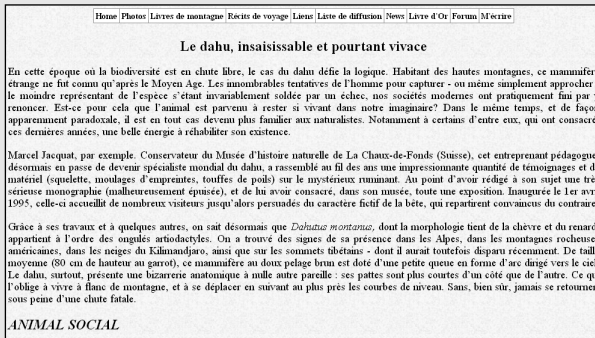 Home Photos Livres de montagne Récits de voyage Liens Liste de diffusion News Livre d'Or Forum M'écrire
Le dahu, insaisissable et pourtant vivace
En cette époque où la biodiversité est en chute libre, le cas du dahu défie la logique. Habitant des hautes montagnes, ce mammifèr
étrange ne fut connu qu'après le Moyen Age. Les innombrables tentatives de l'homme pour capturer - ou même simplement approcher
le moindre représentant de l'espèce s'étant invariablement soldée par un échec, nos sociétés modernes ont pratiquement fini par
renoncer. Est-ce pour cela que l'animal est parvenu à rester si vivant dans notre imaginaire? Dans le même temps, et de faço
apparemment paradoxale, il est en tout cas devenu plus familier aux naturalistes. Notamment à certains d'entre eux, qui ont consacré
ces dernières années, une belle énergie à réhabiliter son existence.
Marcel Jacquat, par exemple. Conservateur du Musée d'histoire naturelle de La Chaux-de-Fonds (Suisse), cet entreprenant pédagogue
désormais en passe de devenir spécialiste mondial du dahu, a rassemblé au fil des ans une impressionnante quantité de témoignages et d
matériel (squelette, moulages d'empreintes, touffes de poils) sur le mystérieux ruminant. Au point d'avoir rédigé à son sujet une trè
sérieuse monographie (malheureusement épuisée), et de lui avoir consacré, dans son musée, toute une exposition. Inaugurée le 1er avr
1995, celle-ci accueillit de nombreux visiteurs jusqu'alors persuadés du caractère fictif de la bête, qui repartirent convaincus du contraire
Grâce à ses travaux et à quelques autres, on sait désormais que Dahutus montanus, dont la morphologie tient de la chèvre et du renard
appartient à l'ordre des ongulés artiodactyles. On a trouvé des signes de sa présence dans les Alpes, dans les montagnes rocheuse
américaines, dans les neiges du Kilimandjaro, ainsi que sur les sommets tibétains - dont il aurait toutefois disparu récemment. De taill
moyenne (80 cm de hauteur au garrot), ce mammifère au doux pelage brun est doté d'une petite queue en forme d'arc dirigé vers le ciel
Le dahu, surtout, présente une bizarrerie anatomique à nulle autre pareille : ses pattes sont plus courtes d'un côté que de l'autre. Ce qu
l'oblige à vivre à flanc de montagne, et à se déplacer en suivant au plus près les courbes de niveau. Sans, bien sûr, jamais se retourner
sous peine d'une chute fatale.
ANIMAL SOCIAL